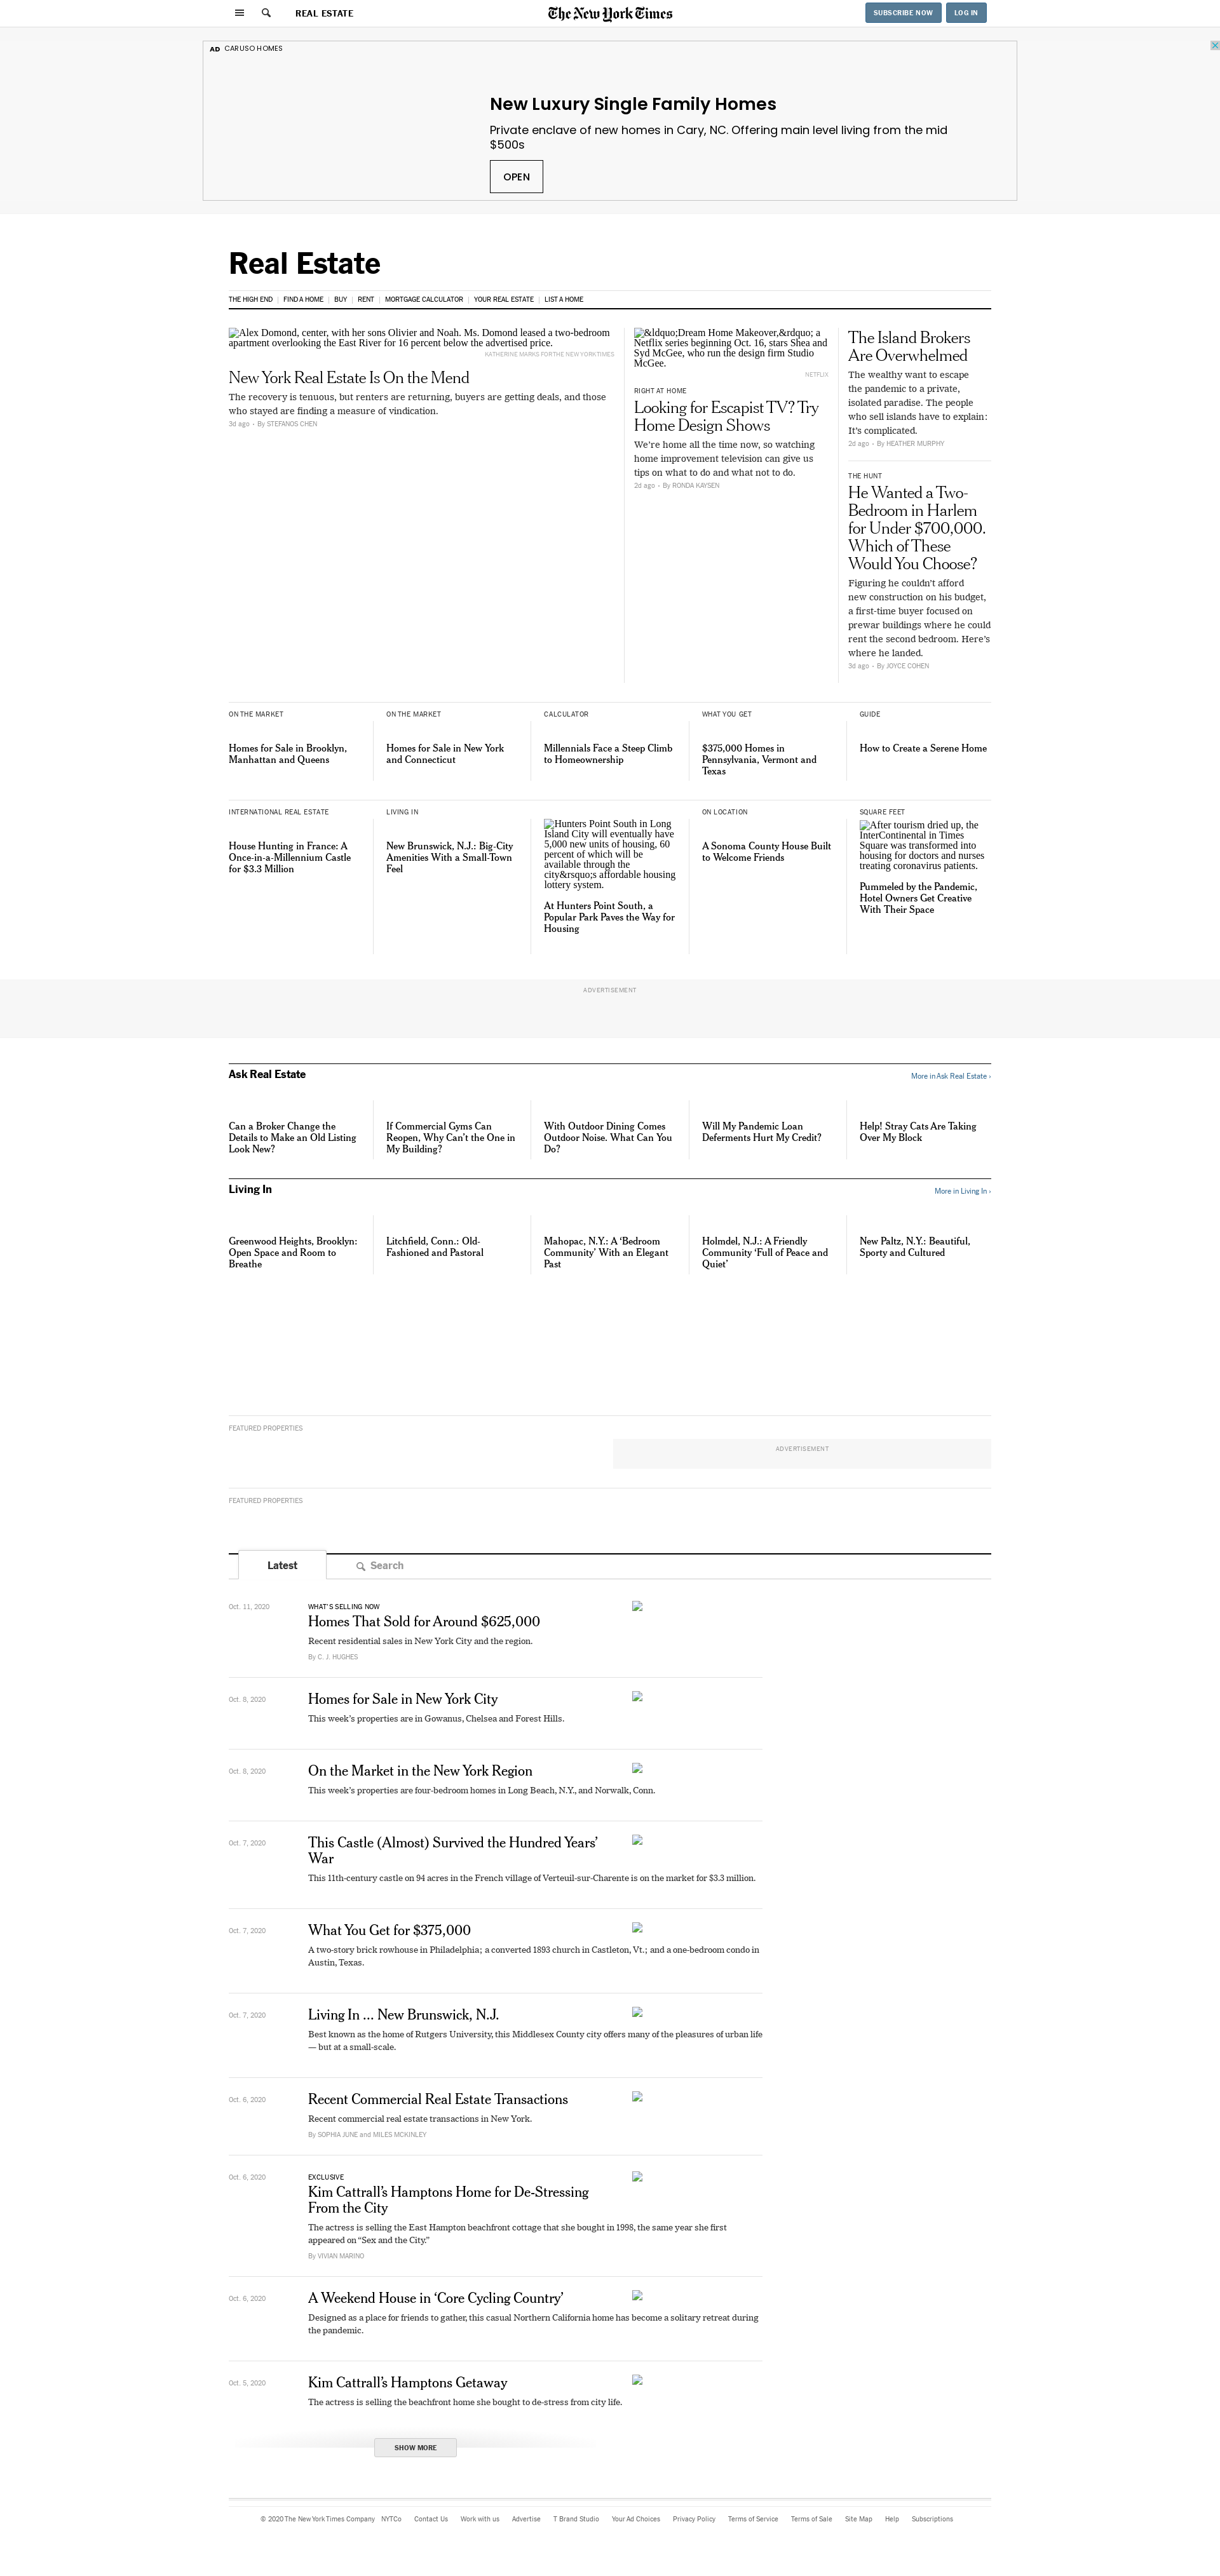 REAL ESTATE
The New York Times
SUBSCRIBE NOW
LOG IN
AD CARUSO HOMES
New Luxury Single Family Homes
Private enclave of new homes in Cary, NC. Offering main level living from the mid
$500s
OPEN
Real Estate
THE HIGH END | FIND A HOME | BUY | RENT | MORTGAGE CALCULATOR | YOUR REAL ESTATE | LIST A HOME
Alex Domond, center, with her sons Olivier and Noah. Ms. Domond leased a two-bedroom
apartment overlooking the East River for 16 percent below the advertised price.
KATHERINE MARKS FOR THE NEW YORK TIMES
New York Real Estate Is On the Mend
The recovery is tenuous, but renters are returning, buyers are getting deals, and those
who stayed are finding a measure of vindication.
3d ago - By STEFANOS CHEN
&ldquo;Dream Home Makeover,&rdquo; a
Netflix series beginning Oct. 16, stars Shea and
Syd McGee, who run the design firm Studio
McGee.
NETFLIX
RIGHT AT HOME
Looking for Escapist TV? Try
Home Design Shows
We're home all the time now, so watching
home improvement television can give us
tips on what to do and what not to do.
2d ago - By RONDA KAYSEN
The Island Brokers
Are Overwhelmed
The wealthy want to escape
the pandemic to a private,
isolated paradise. The people
who sell islands have to explain:
It's complicated.
2d ago - By HEATHER MURPHY
THE HUNT
He Wanted a Two-
Bedroom in Harlem
for Under $700,000.
Which of These
Would You Choose?
Figuring he couldn't afford
new construction on his budget,
a first-time buyer focused on
prewar buildings where he could
rent the second bedroom. Here's
where he landed.
3d ago - By JOYCE COHEN
ON THE MARKET
Homes for Sale in Brooklyn,
Manhattan and Queens
ON THE MARKET
Homes for Sale in New York
and Connecticut
CALCULATOR
Millennials Face a Steep Climb
to Homeownership
WHAT YOU GET
$375,000 Homes in
Pennsylvania, Vermont and
Texas
GUIDE
How to Create a Serene Home
INTERNATIONAL REAL ESTATE
House Hunting in France: A
Once-in-a-Millennium Castle
for $3.3 Million
LIVING IN
New Brunswick, N.J.: Big-City
Amenities With a Small-Town
Feel
Hunters Point South in Long
Island City will eventually have
5,000 new units of housing, 60
percent of which will be
available through the
city&rsquo;s affordable housing
lottery system.
At Hunters Point South, a
Popular Park Paves the Way for
Housing
ON LOCATION
A Sonoma County House Built
to Welcome Friends
SQUARE FEET
After tourism dried up, the
InterContinental in Times
Square was transformed into
housing for doctors and nurses
treating coronavirus patients.
Pummeled by the Pandemic,
Hotel Owners Get Creative
With Their Space
ADVERTISEMENT
Ask Real Estate
More in Ask Real Estate ›
Can a Broker Change the
Details to Make an Old Listing
Look New?
If Commercial Gyms Can
Reopen, Why Can't the One in
My Building?
With Outdoor Dining Comes
Outdoor Noise. What Can You
Do?
Will My Pandemic Loan
Deferments Hurt My Credit?
Help! Stray Cats Are Taking
Over My Block
Living In
More in Living In ›
Greenwood Heights, Brooklyn:
Open Space and Room to
Breathe
Litchfield, Conn.: Old-
Fashioned and Pastoral
Mahopac, N.Y.: A ‘Bedroom
Community’ With an Elegant
Past
Holmdel, N.J.: A Friendly
Community ‘Full of Peace and
Quiet’
New Paltz, N.Y.: Beautiful,
Sporty and Cultured
FEATURED PROPERTIES
ADVERTISEMENT
FEATURED PROPERTIES
Latest
Search
Oct. 11, 2020
WHAT'S SELLING NOW
Homes That Sold for Around $625,000
Recent residential sales in New York City and the region.
By C. J. HUGHES
Oct. 8, 2020
Homes for Sale in New York City
This week's properties are in Gowanus, Chelsea and Forest Hills.
Oct. 8, 2020
On the Market in the New York Region
This week's properties are four-bedroom homes in Long Beach, N.Y., and Norwalk, Conn.
Oct. 7, 2020
This Castle (Almost) Survived the Hundred Years'
War
This 11th-century castle on 94 acres in the French village of Verteuil-sur-Charente is on the market for $3.3 million.
Oct. 7, 2020
What You Get for $375,000
A two-story brick rowhouse in Philadelphia; a converted 1893 church in Castleton, Vt.; and a one-bedroom condo in
Austin, Texas.
Oct. 7, 2020
Living In ... New Brunswick, N.J.
Best known as the home of Rutgers University, this Middlesex County city offers many of the pleasures of urban life
— but at a small-scale.
Oct. 6, 2020
Recent Commercial Real Estate Transactions
Recent commercial real estate transactions in New York.
By SOPHIA JUNE and MILES MCKINLEY
Oct. 6, 2020
EXCLUSIVE
Kim Cattrall's Hamptons Home for De-Stressing
From the City
The actress is selling the East Hampton beachfront cottage that she bought in 1998, the same year she first
appeared on “Sex and the City.”
By VIVIAN MARINO
Oct. 6, 2020
A Weekend House in ‘Core Cycling Country’
Designed as a place for friends to gather, this casual Northern California home has become a solitary retreat during
the pandemic.
Oct. 5, 2020
Kim Cattrall's Hamptons Getaway
The actress is selling the beachfront home she bought to de-stress from city life.
SHOW MORE
© 2020 The New York Times Company NYTCo Contact Us Work with us Advertise T Brand Studio Your Ad Choices Privacy Policy Terms of Service Terms of Sale Site Map Help Subscriptions